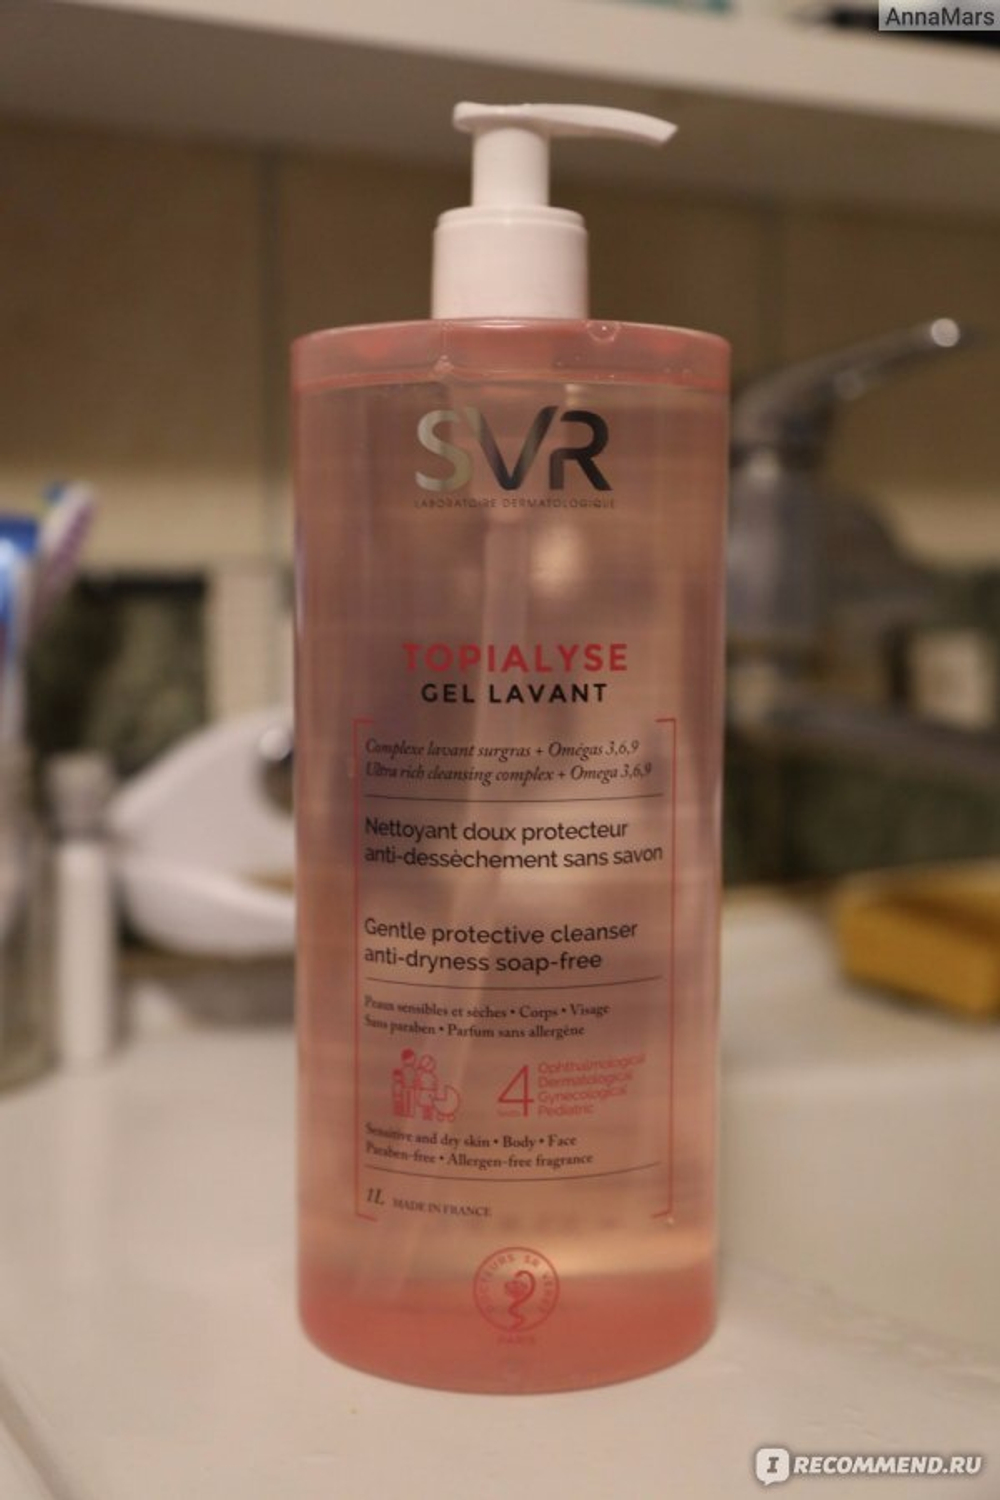 AnnaMars
SVR
LABORATOIRE DERMATOLOGIQUE
TOPIALYSE
GEL LAVANT
Complexe lavant surgras + Omégas 3,6,9
Ultra rich cleansing complex + Omega 3,6,9
Nettoyant doux protecteur
anti-dessèchement sans savon
Gentle protective cleanser
anti-dryness soap-free
Peaux sensibles et sèches • Corps • Visage
Sans paraben • Parfum sans allergène
4
Ophthalmological
Dermatological
Gynecological
Pediatric
Sensitive and dry skin • Body • Face
Paraben-free • Allergen-free fragrance
1L MADE IN FRANCE
PARIS
IRECOMMEND.RU